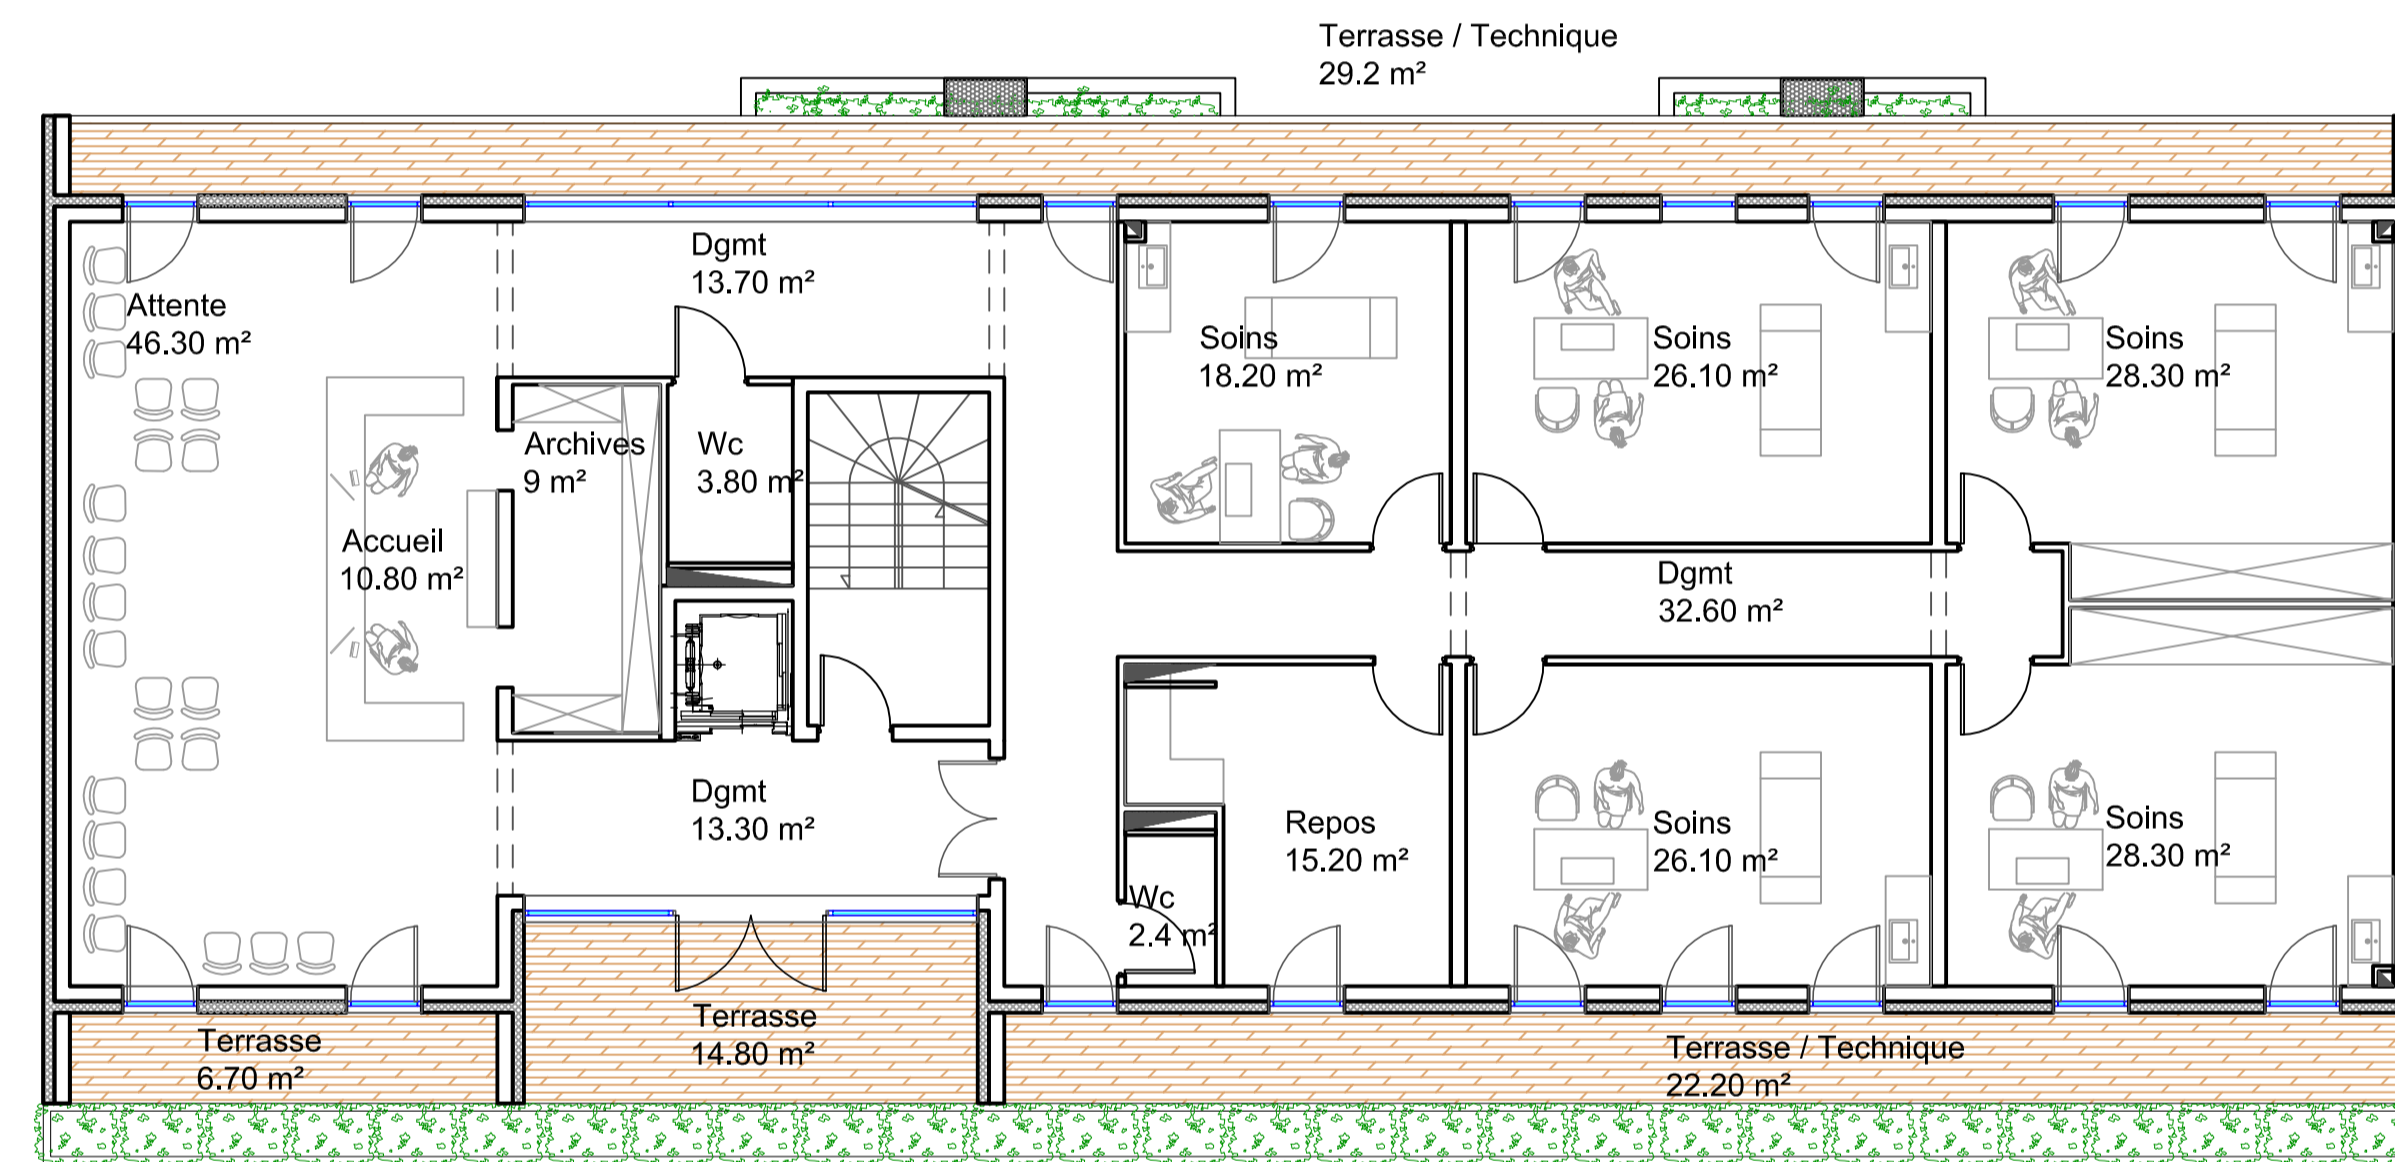 Terrasse / Technique
29.2 m²
Dgmt
13.70 m²
Attente
46.30 m²
Soins
18.20 m²
Soins
26.10 m²
Soins
28.30 m²
Archives
9 m²
Wc
3.80 m²
Accueil
10.80 m²
Dgmt
32.60 m²
Dgmt
13.30 m²
Repos
15.20 m²
Soins
26.10 m²
Soins
28.30 m²
Wc
2.4 m²
Terrasse
6.70 m²
Terrasse
14.80 m²
Terrasse / Technique
22.20 m²